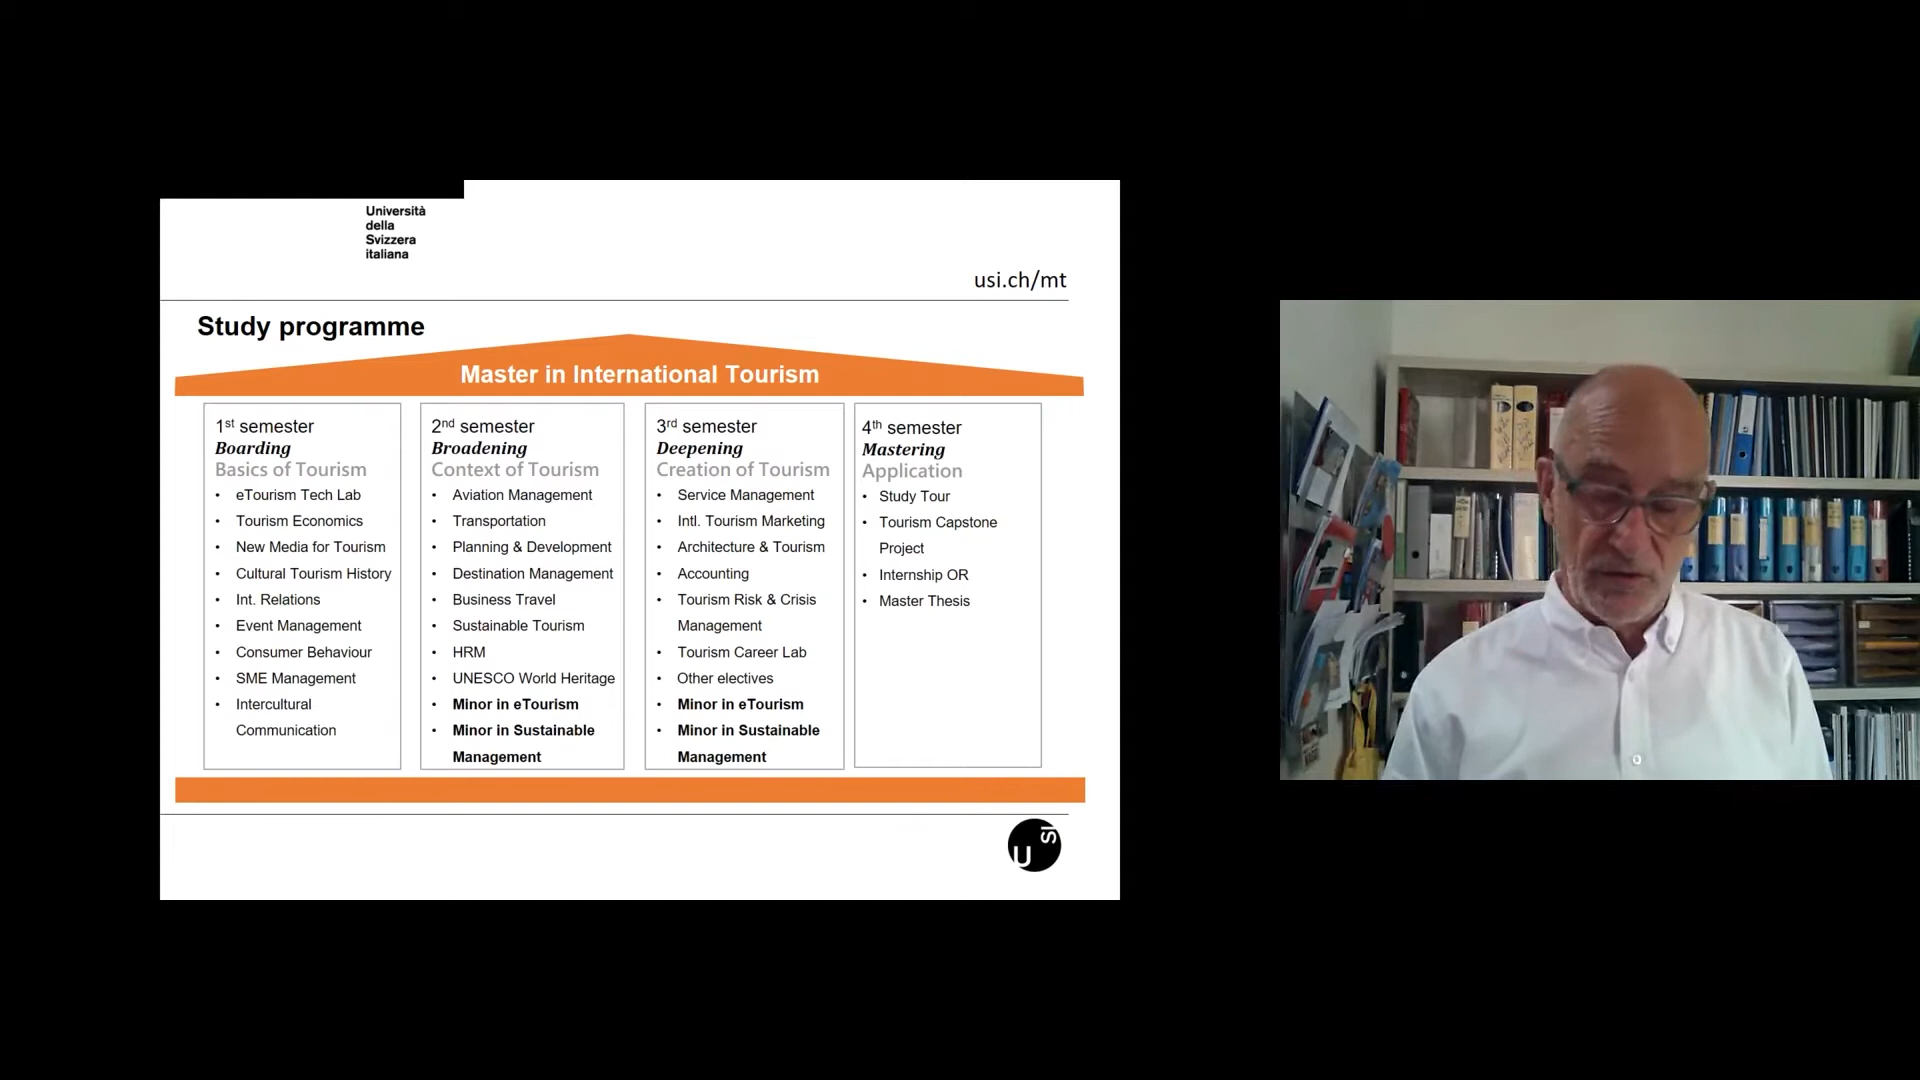 Università
della
Svizzera
italiana
usi.ch/mt
Study programme
Master in International Tourism
1st semester
Boarding
Basics of Tourism
• eTourism Tech Lab
• Tourism Economics
• New Media for Tourism
• Cultural Tourism History
• Int. Relations
• Event Management
• Consumer Behaviour
• SME Management
• Intercultural
Communication
2nd semester
Broadening
Context of Tourism
• Aviation Management
• Transportation
• Planning & Development
• Destination Management
• Business Travel
• Sustainable Tourism
• HRM
• UNESCO World Heritage
• Minor in eTourism
• Minor in Sustainable
Management
3rd semester
Deepening
Creation of Tourism
• Service Management
• Intl. Tourism Marketing
• Architecture & Tourism
• Accounting
• Tourism Risk & Crisis
Management
• Tourism Career Lab
• Other electives
• Minor in eTourism
• Minor in Sustainable
Management
4th semester
Mastering
Application
• Study Tour
• Tourism Capstone
Project
• Internship OR
• Master Thesis
U
SI